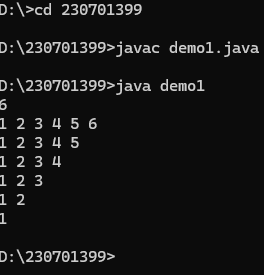 D:\>cd 230701399
D:\230701399>javac demo1.java
D:\230701399>java demo1
6
1 2 3 4 5 6
1 2 3 4 5
1 2 3 4
1 2 3
1 2
1
D:\230701399>